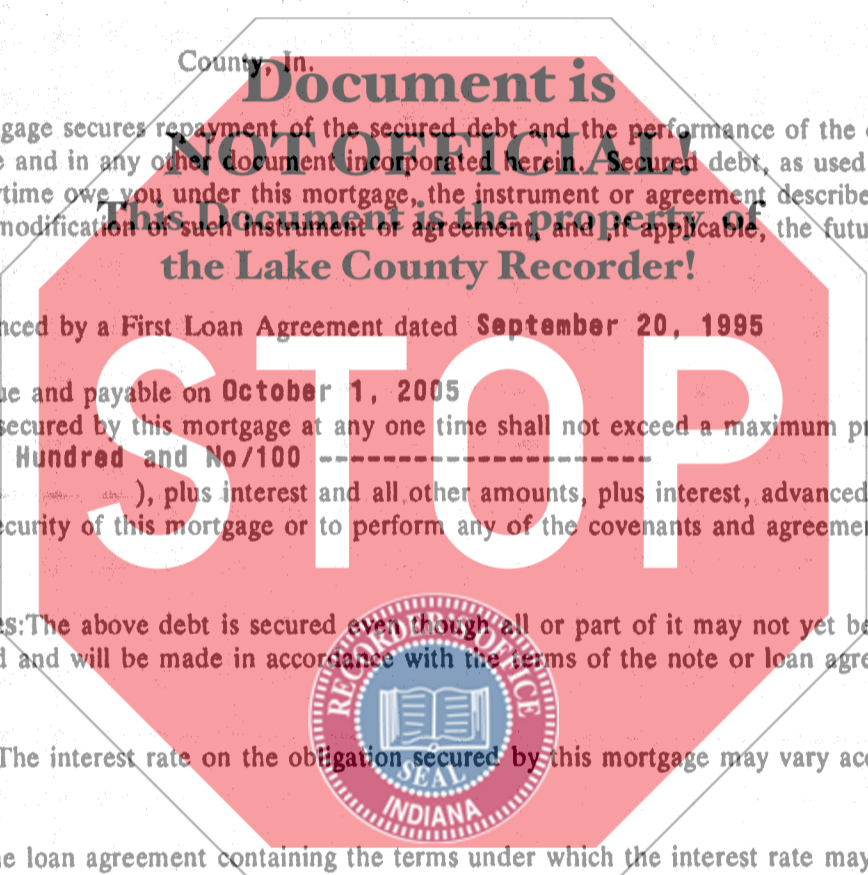 County, In.
Document is
gage secures repayment of the secured debt and the performance of the
NOT OFFICIAL!
e and in any other document incorporated herein. Secured debt, as used
time owe you under this mortgage, the instrument or agreement describe
This Document is the property of
modification of such instrument or agreement, and, if applicable, the futu
the Lake County Recorder!
nced by a First Loan Agreement dated September 20, 1995
STOP
ue and payable on October 1, 2005
secured by this mortgage at any one time shall not exceed a maximum p
Hundred and No/100 ----------------------
), plus interest and all other amounts, plus interest, advanced
ecurity of this mortgage or to perform any of the covenants and agreeme
es:The above debt is secured even though all or part of it may not yet be
d and will be made in accordance with the terms of the note or loan agre
RECORDER'S OFFICE
The interest rate on the obligation secured by this mortgage may vary acc
SEAL
INDIANA
e loan agreement containing the terms under which the interest rate may